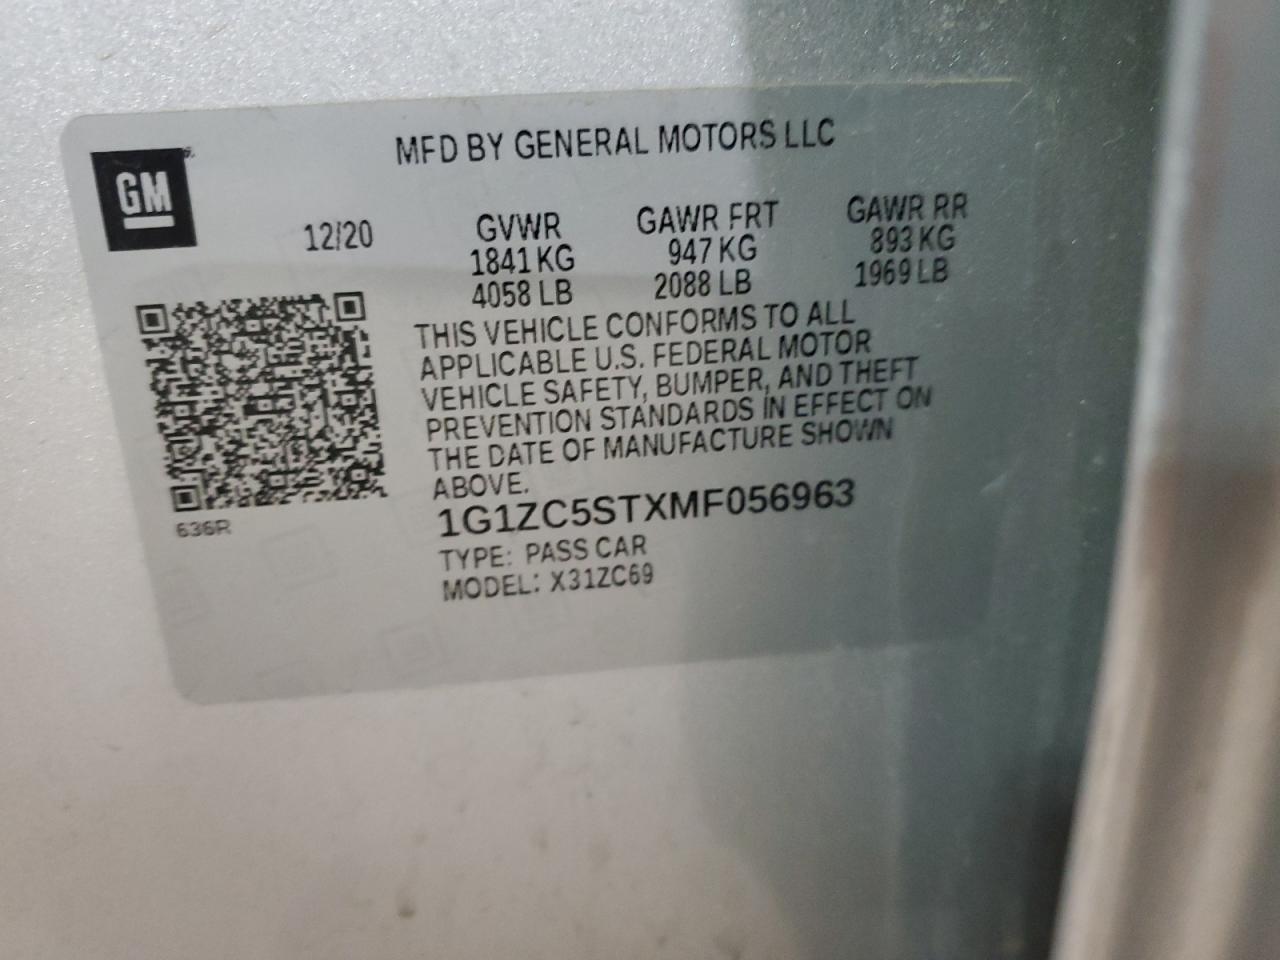 MFD BY GENERAL MOTORS LLC
GM
12/20 GVWR GAWR FRT GAWR RR
1841 KG 947 KG 893 KG
4058 LB 2088 LB 1969 LB
THIS VEHICLE CONFORMS TO ALL
APPLICABLE U.S. FEDERAL MOTOR
VEHICLE SAFETY, BUMPER, AND THEFT
PREVENTION STANDARDS IN EFFECT ON
THE DATE OF MANUFACTURE SHOWN
ABOVE.
636R
1G1ZC5STXMF056963
TYPE: PASS CAR
MODEL: X31ZC69